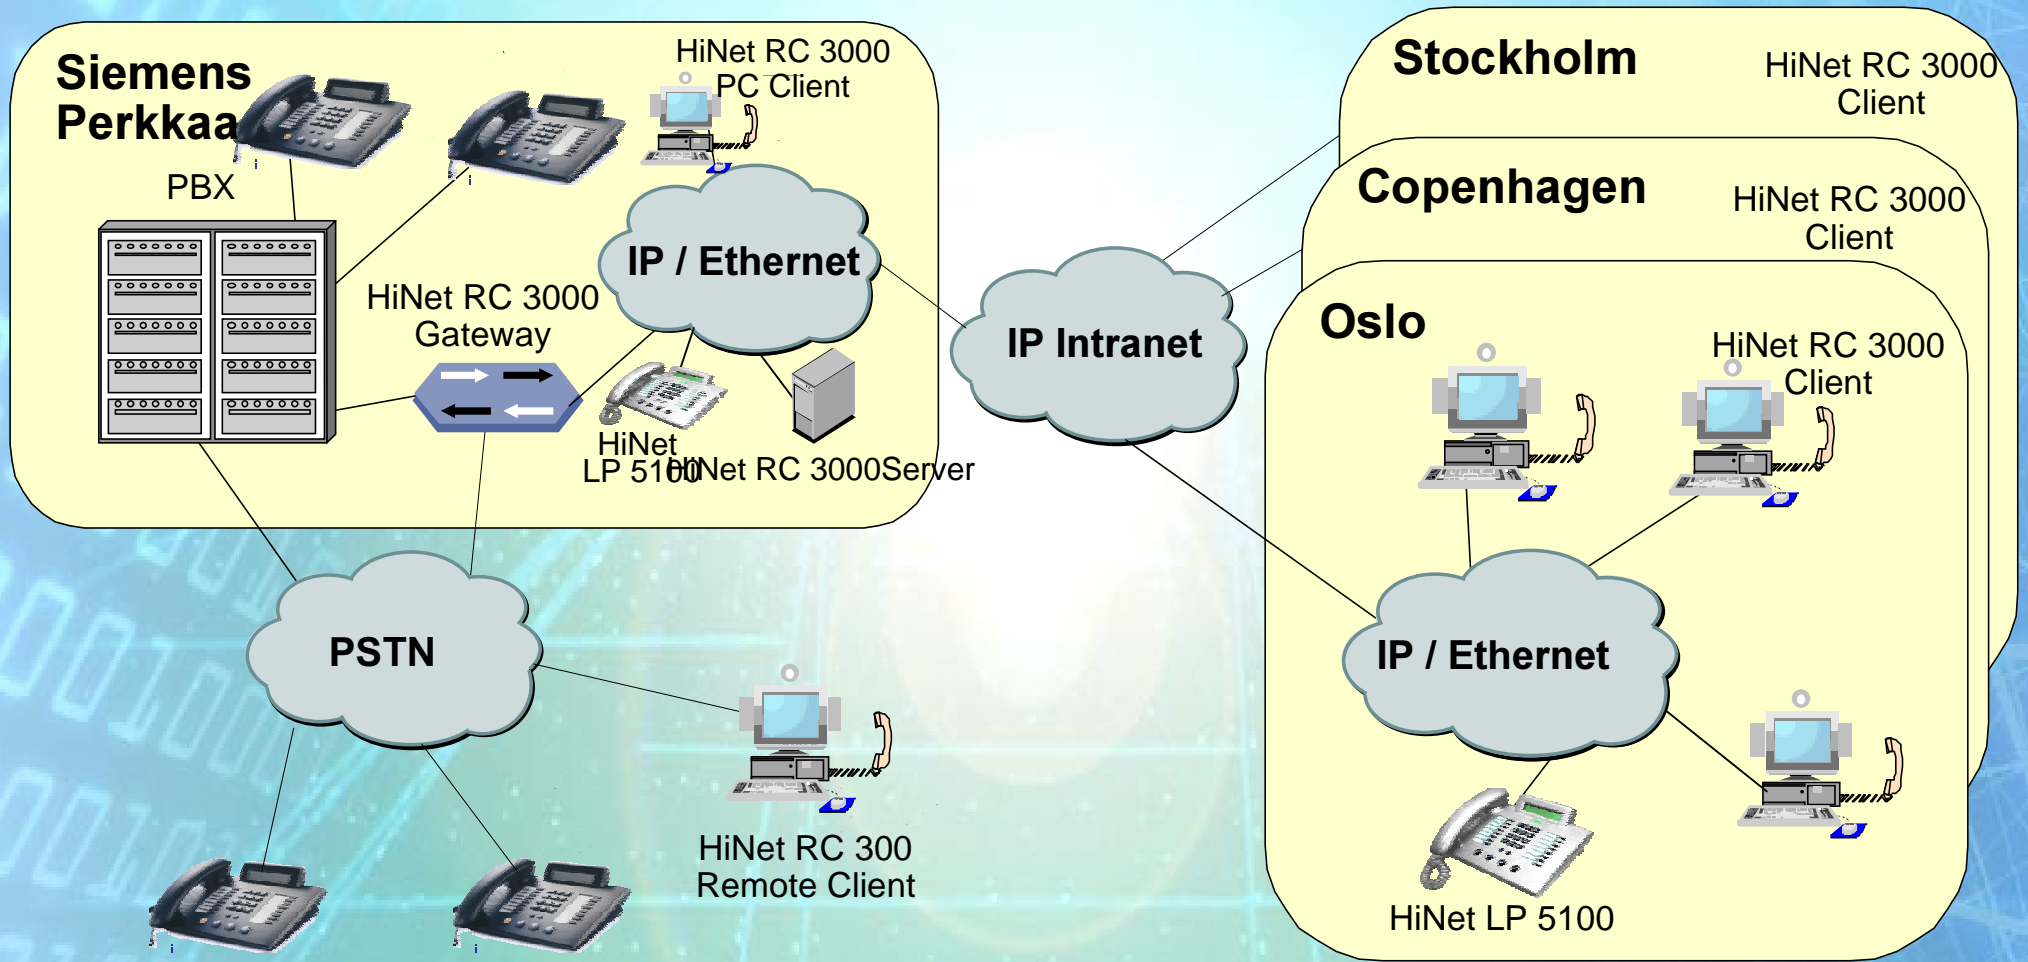 Siemens
Perkkaa
HiNet RC 3000
PC Client
PBX
IP / Ethernet
HiNet RC 3000
Gateway
HiNet
LP 5100
HiNet RC 3000Server
PSTN
HiNet RC 300
Remote Client
IP Intranet
Stockholm
HiNet RC 3000
Client
Copenhagen
HiNet RC 3000
Client
Oslo
HiNet RC 3000
Client
IP / Ethernet
HiNet LP 5100